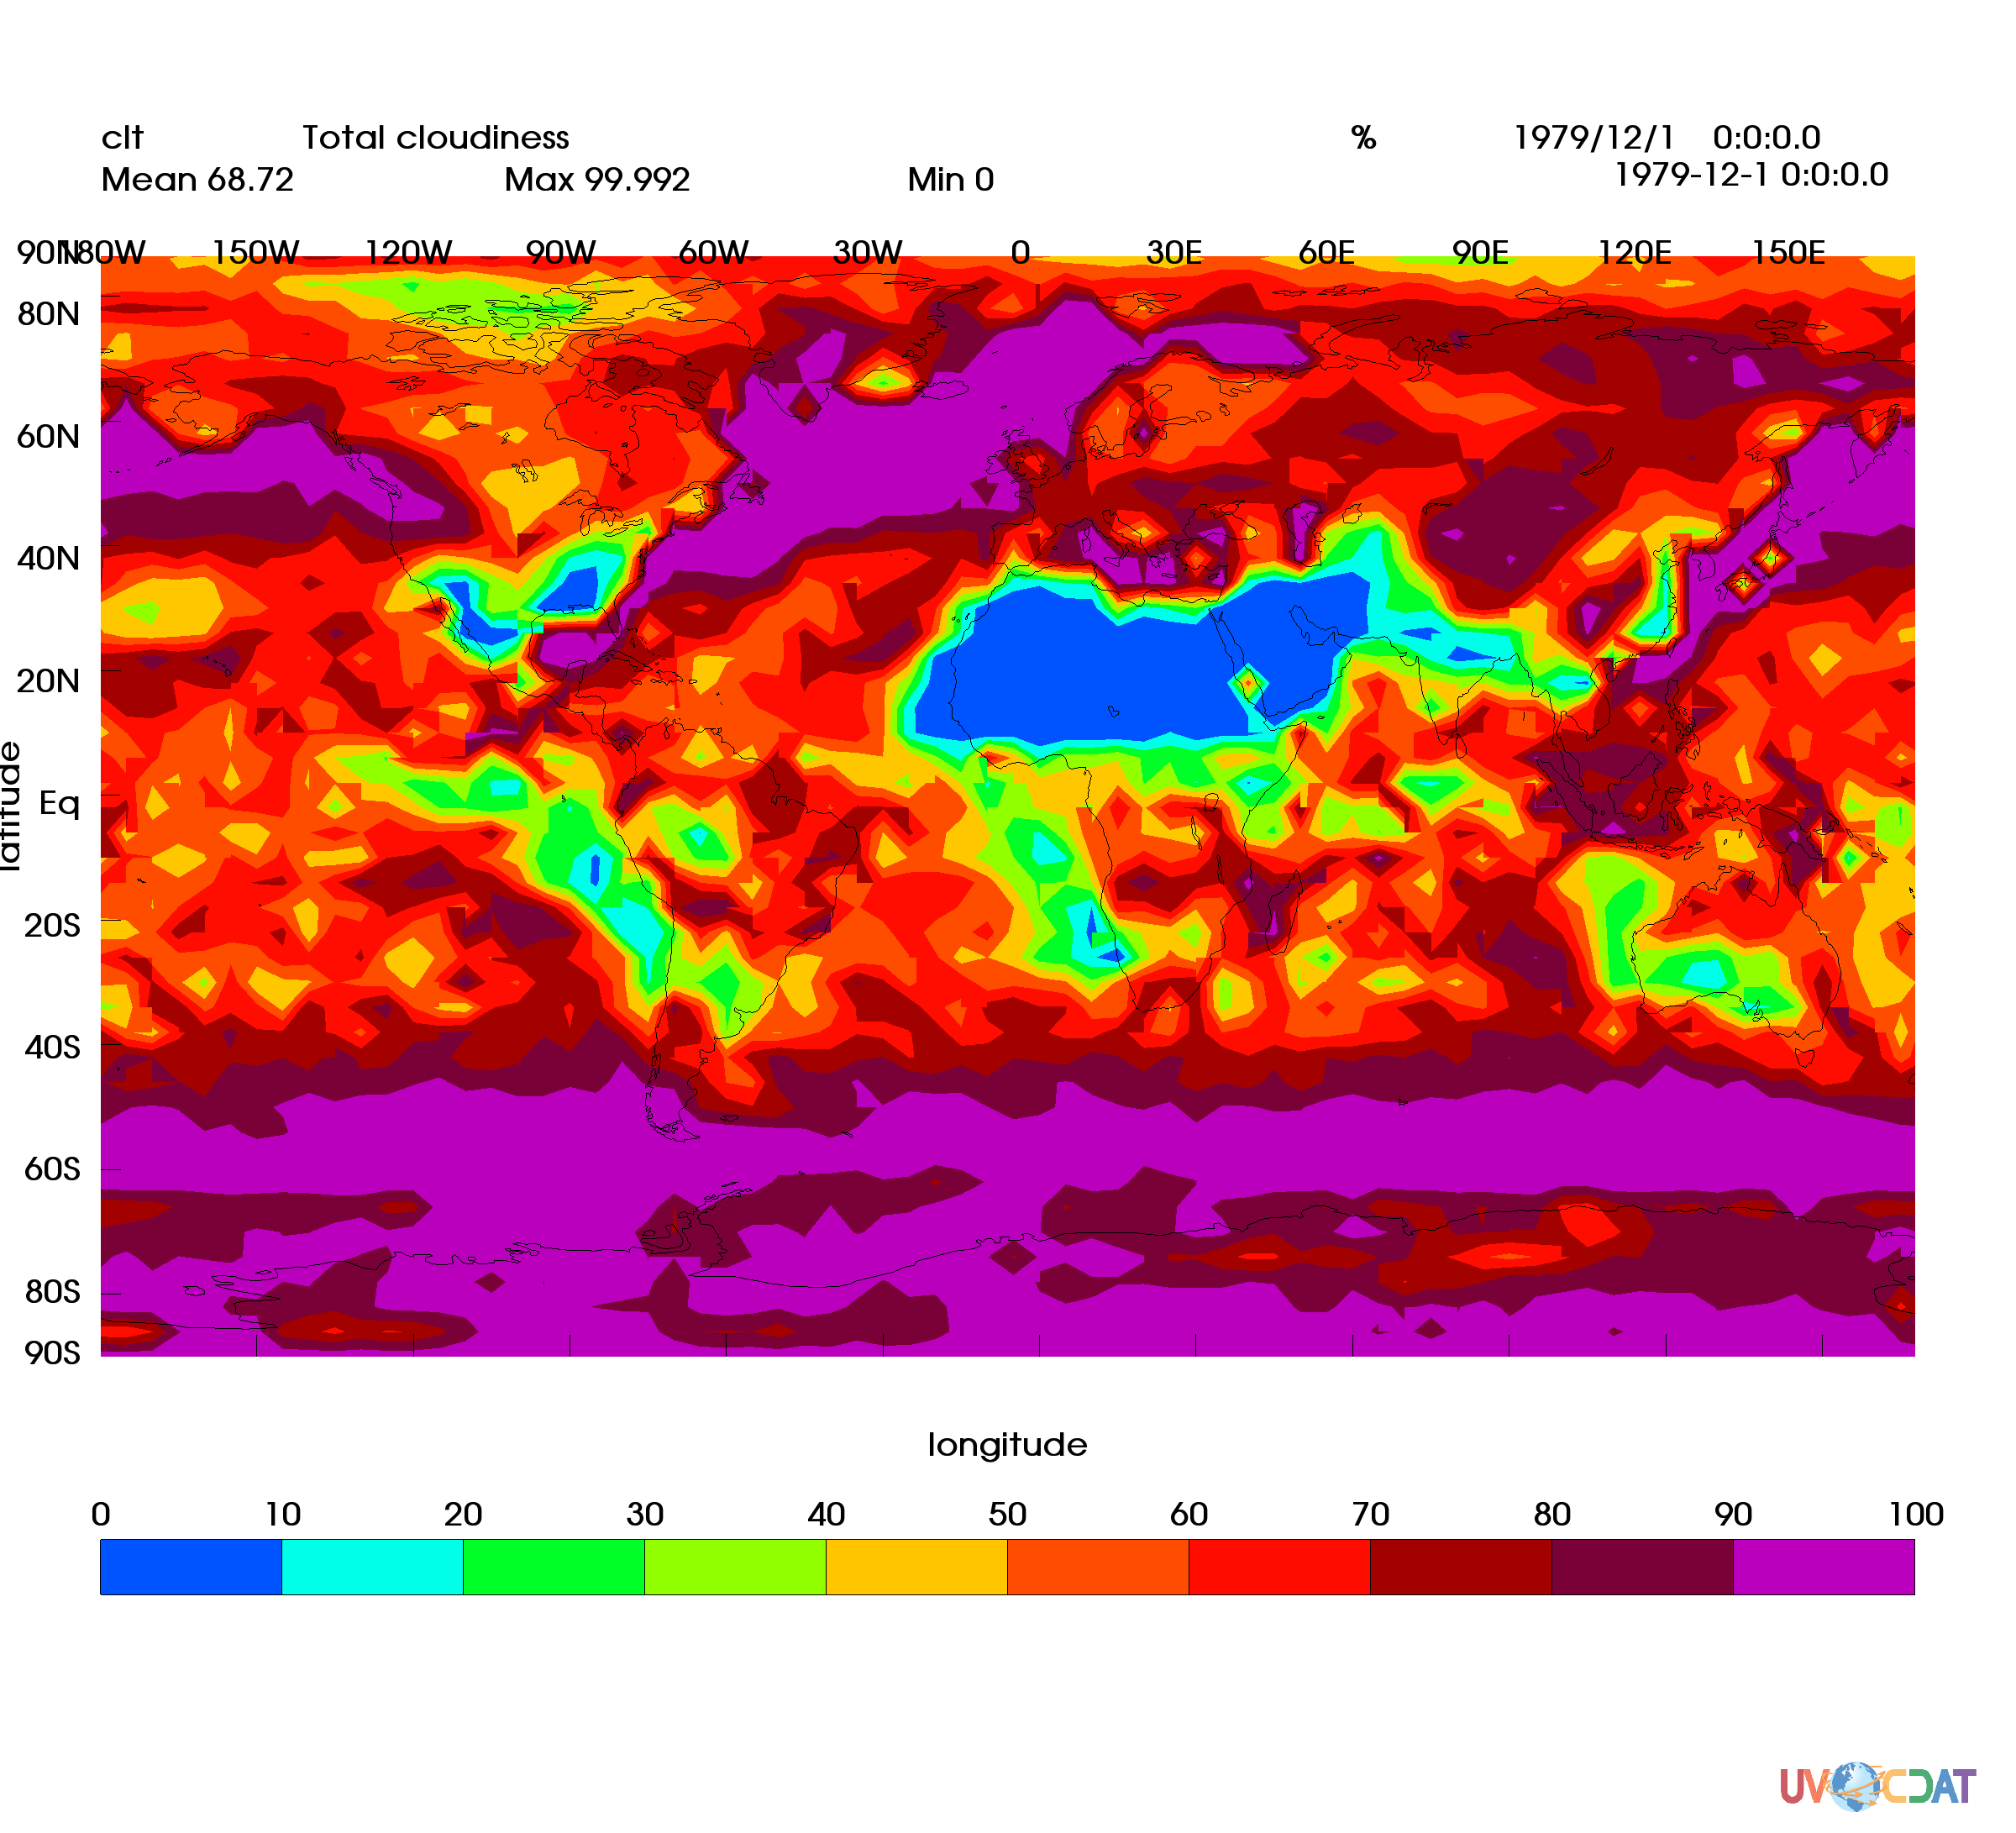 clt Total cloudiness % 1979/12/1 0:0:0.0
Mean 68.72 Max 99.992 Min 0 1979-12-1 0:0:0.0
180W 150W 120W 90W 60W 30W 0 30E 60E 90E 120E 150E
90N
80N
60N
40N
20N
latitude
Eq
20S
40S
60S
80S
90S
longitude
0 10 20 30 40 50 60 70 80 90 100
UV CDAT